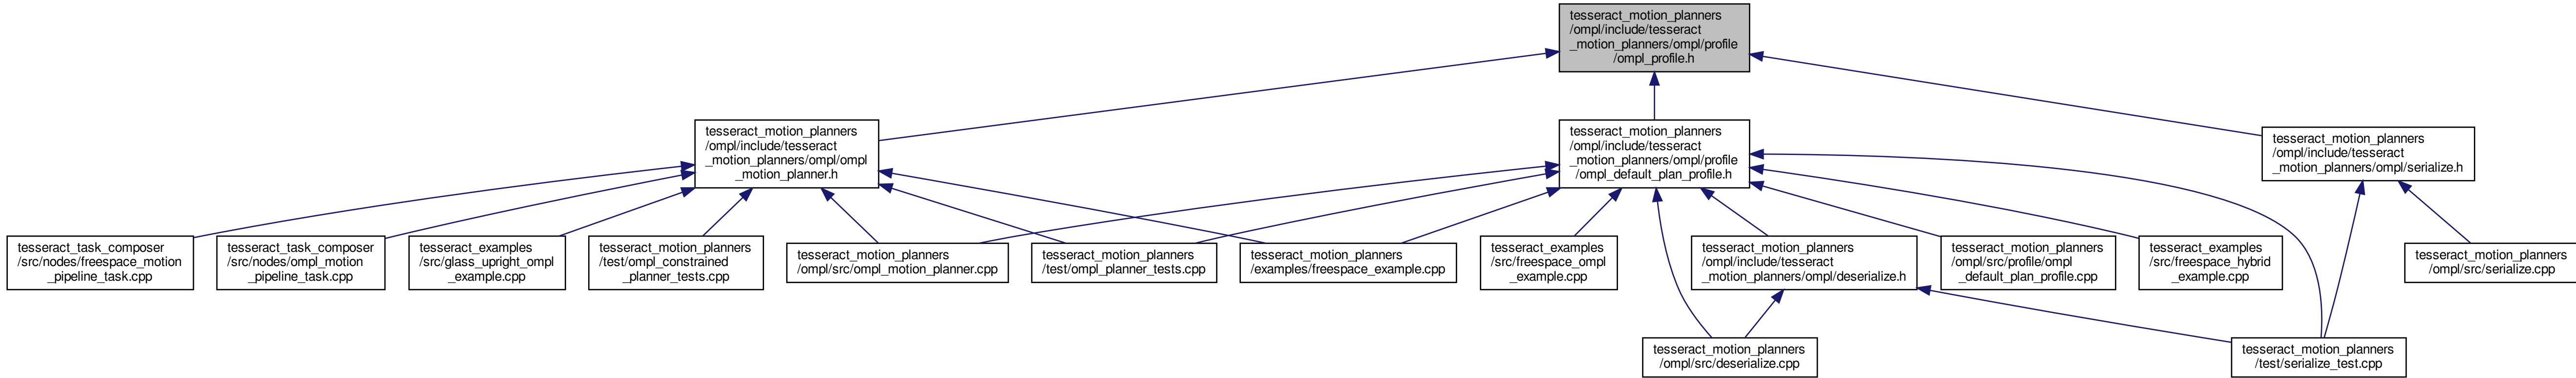 tesseract_motion_planners
/ompl/include/tesseract
_motion_planners/ompl/profile
/ompl_profile.h
tesseract_motion_planners
/ompl/include/tesseract
_motion_planners/ompl/ompl
_motion_planner.h
tesseract_motion_planners
/ompl/include/tesseract
_motion_planners/ompl/profile
/ompl_default_plan_profile.h
tesseract_motion_planners
/ompl/include/tesseract
_motion_planners/ompl/serialize.h
tesseract_task_composer
/src/nodes/freespace_motion
_pipeline_task.cpp
tesseract_task_composer
/src/nodes/ompl_motion
_pipeline_task.cpp
tesseract_examples
/src/glass_upright_ompl
_example.cpp
tesseract_motion_planners
/test/ompl_constrained
_planner_tests.cpp
tesseract_motion_planners
/ompl/src/ompl_motion_planner.cpp
tesseract_motion_planners
/test/ompl_planner_tests.cpp
tesseract_motion_planners
/examples/freespace_example.cpp
tesseract_examples
/src/freespace_ompl
_example.cpp
tesseract_motion_planners
/ompl/include/tesseract
_motion_planners/ompl/deserialize.h
tesseract_motion_planners
/ompl/src/profile/ompl
_default_plan_profile.cpp
tesseract_examples
/src/freespace_hybrid
_example.cpp
tesseract_motion_planners
/ompl/src/serialize.cpp
tesseract_motion_planners
/ompl/src/deserialize.cpp
tesseract_motion_planners
/test/serialize_test.cpp